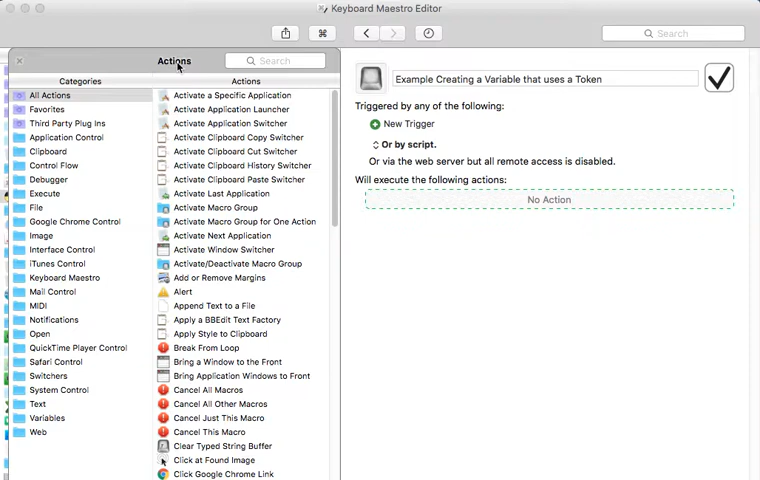 Keyboard Maestro Editor
Search
Actions
Search
Categories
Actions
All Actions
Favorites
Third Party Plug Ins
Application Control
Clipboard
Control Flow
Debugger
Execute
File
Google Chrome Control
Image
Interface Control
iTunes Control
Keyboard Maestro
Mail Control
MIDI
Notifications
Open
QuickTime Player Control
Safari Control
Switchers
System Control
Text
Variables
Web
Activate a Specific Application
Activate Application Launcher
Activate Application Switcher
Activate Clipboard Copy Switcher
Activate Clipboard Cut Switcher
Activate Clipboard History Switcher
Activate Clipboard Paste Switcher
Activate Last Application
Activate Macro Group
Activate Macro Group for One Action
Activate Next Application
Activate Window Switcher
Activate/Deactivate Macro Group
Add or Remove Margins
Alert
Append Text to a File
Apply a BBEdit Text Factory
Apply Style to Clipboard
Break From Loop
Bring a Window to the Front
Bring Application Windows to Front
Cancel All Macros
Cancel All Other Macros
Cancel Just This Macro
Cancel This Macro
Clear Typed String Buffer
Click at Found Image
Click Google Chrome Link
Example Creating a Variable that uses a Token
Triggered by any of the following:
New Trigger
Or by script.
Or via the web server but all remote access is disabled.
Will execute the following actions:
No Action